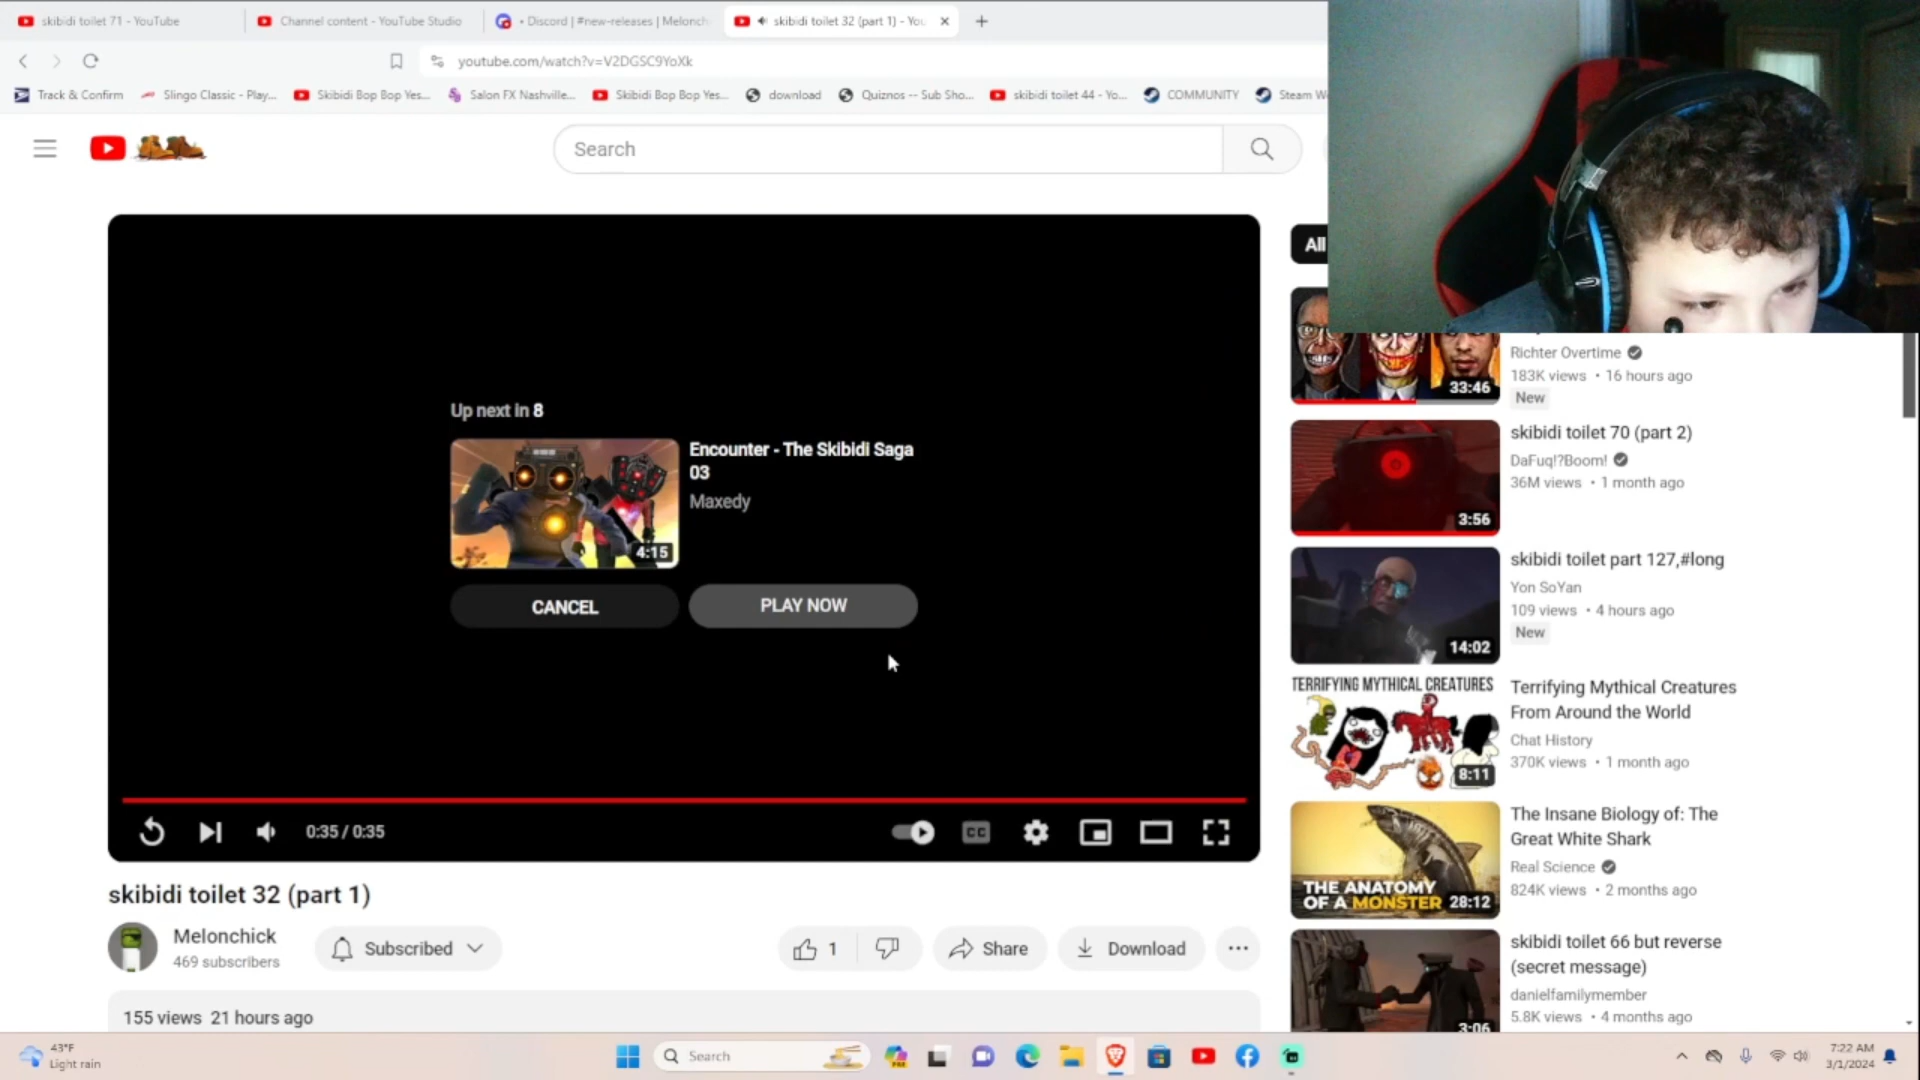 skibidi toilet 71 - YouTube
Channel content - YouTube Studio
• Discord | #new-releases | Melonch
skibidi toilet 32 (part 1) - You
youtube.com/watch?v=V2DGSC9YoXk
Track & Confirm
Slingo Classic - Play...
Skibidi Bop Bop Yes...
Salon FX Nashville...
Skibidi Bop Bop Yes...
download
Quiznos -- Sub Sho...
skibidi toilet 44 - Yo...
COMMUNITY
Steam W
Search
All
Up next in 8
Encounter - The Skibidi Saga
03
Maxedy
4:15
CANCEL
PLAY NOW
0:35 / 0:35
CC
skibidi toilet 32 (part 1)
Melonchick
469 subscribers
Subscribed
1
Share
Download
155 views 21 hours ago
33:46
Richter Overtime
183K views • 16 hours ago
New
3:56
skibidi toilet 70 (part 2)
DaFuq!?Boom!
36M views • 1 month ago
14:02
skibidi toilet part 127,#long
Yon SoYan
109 views • 4 hours ago
New
TERRIFYING MYTHICAL CREATURES
8:11
Terrifying Mythical Creatures
From Around the World
Chat History
370K views • 1 month ago
THE ANATOMY
OF A MONSTER
28:12
The Insane Biology of: The
Great White Shark
Real Science
824K views • 2 months ago
3:06
skibidi toilet 66 but reverse
(secret message)
danielfamilymember
5.8K views • 4 months ago
43°F
Light rain
Search
7:22 AM
3/1/2024